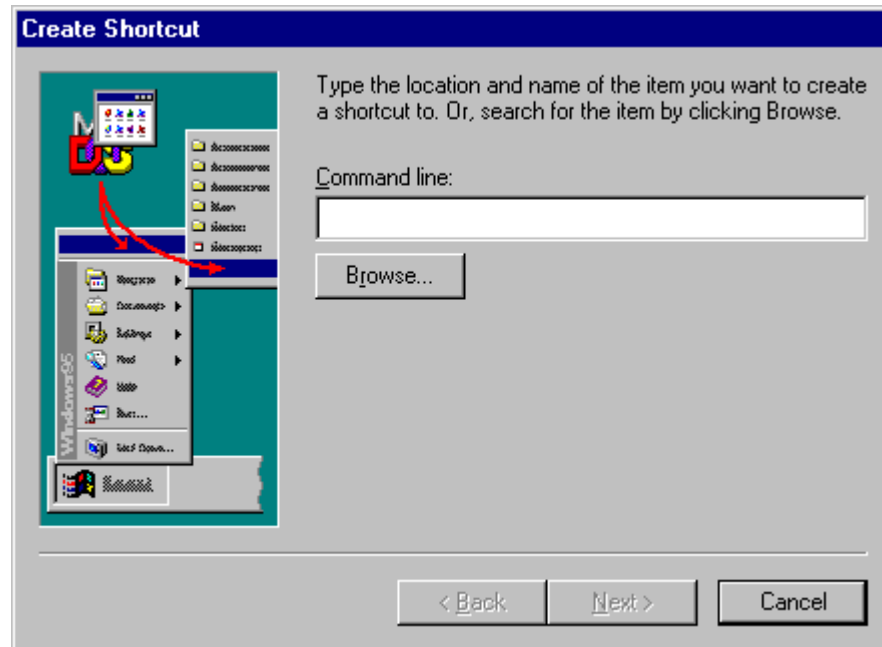 Create Shortcut
Type the location and name of the item you want to create
a shortcut to. Or, search for the item by clicking Browse.
Command line:
Browse...
Windows95
< Back
Next >
Cancel